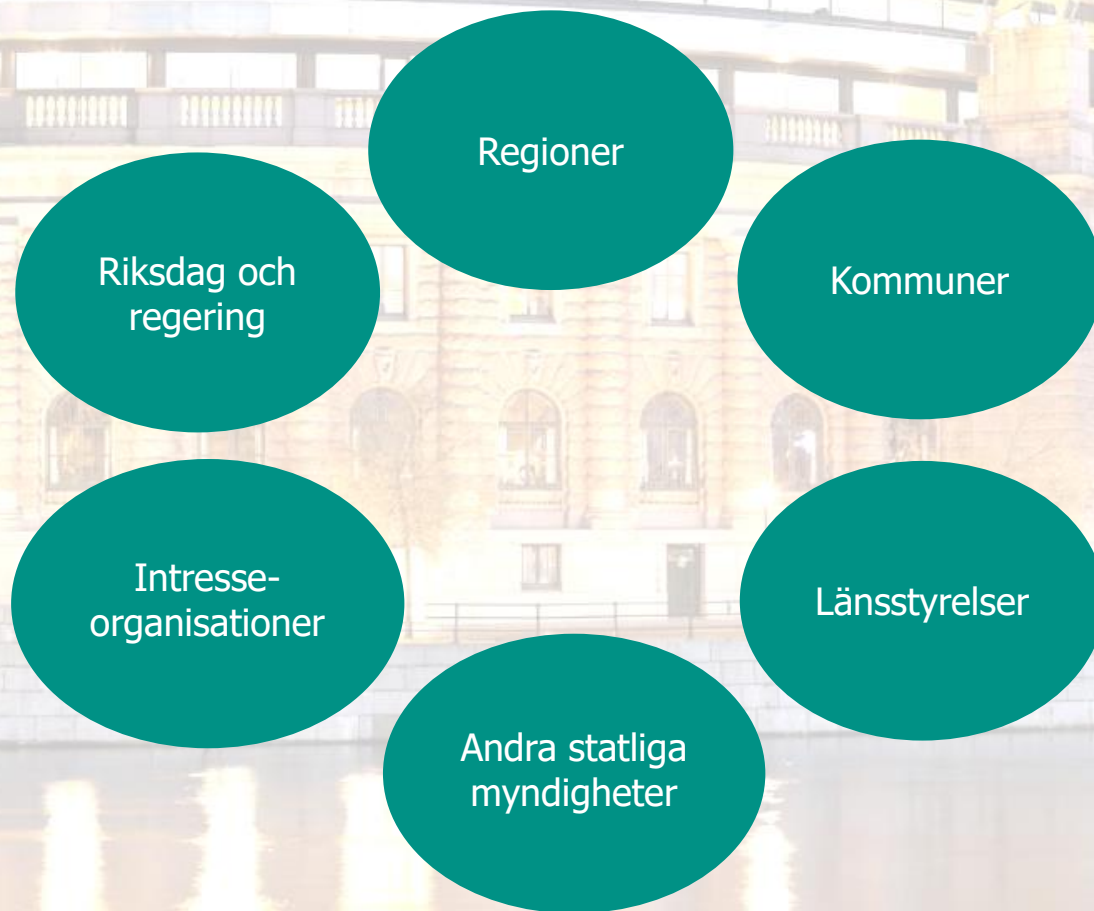 Regioner
Riksdag och
regering
Kommuner
Intresse-
organisationer
Länsstyrelser
Andra statliga
myndigheter